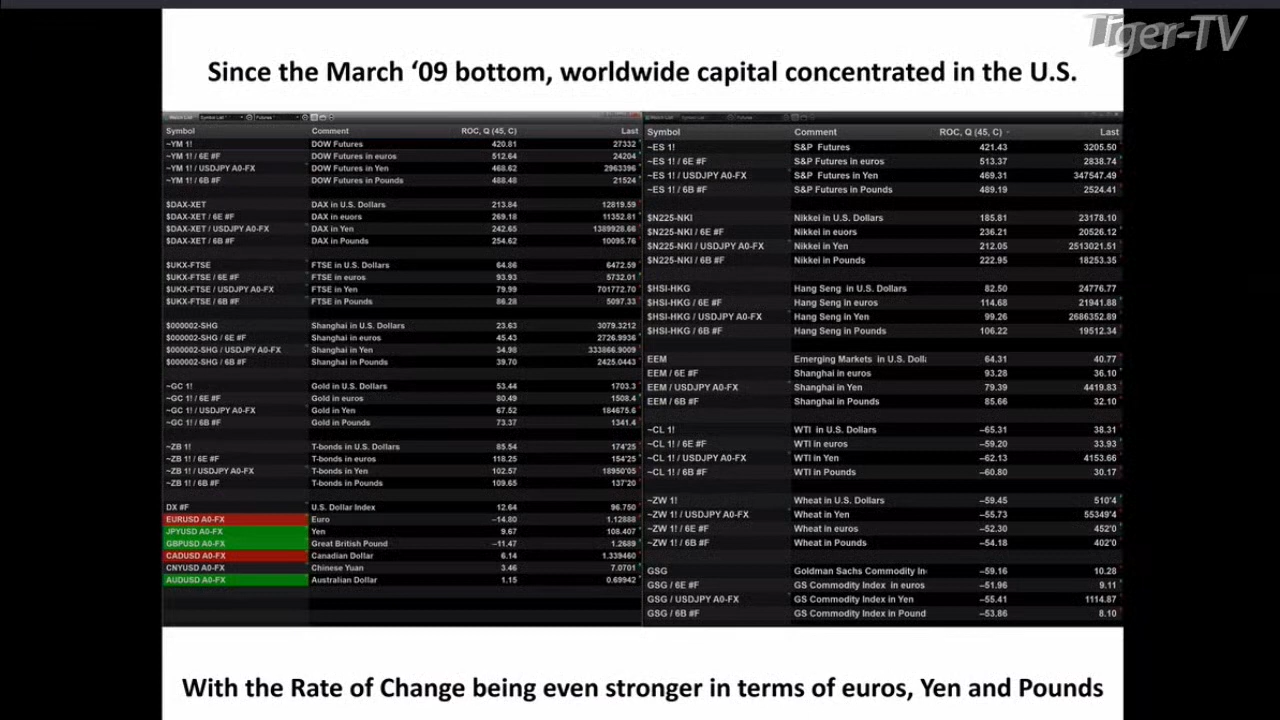 Tiger-TV
Since the March ‘09 bottom, worldwide capital concentrated in the U.S.
Symbol Comment ROC, Q (45, C) Last
~YM 1! DOW Futures 420.81 27332
~YM 1! / 6E #F DOW Futures in euros 512.64 24204
~YM 1! / USDJPY A0-FX DOW Futures in Yen 468.62 2963396
~YM 1! / 6B #F DOW Futures in Pounds 488.48 21524
$DAX-XET DAX in U.S. Dollars 213.84 12819.59
$DAX-XET / 6E #F DAX in euors 269.18 11352.81
$DAX-XET / USDJPY A0-FX DAX in Yen 242.65 1389928.66
$DAX-XET / 6B #F DAX in Pounds 254.62 10095.76
$UKX-FTSE FTSE in U.S. Dollars 64.86 6472.59
$UKX-FTSE / 6E #F FTSE in euros 93.93 5732.01
$UKX-FTSE / USDJPY A0-FX FTSE in Yen 79.99 701772.70
$UKX-FTSE / 6B #F FTSE in Pounds 86.28 5097.33
$000002-SHG Shanghai in U.S. Dollars 23.63 3079.3212
$000002-SHG / 6E #F Shanghai in euros 45.43 2726.9936
$000002-SHG / USDJPY A0-FX Shanghai in Yen 34.98 333866.9009
$000002-SHG / 6B #F Shanghai in Pounds 39.70 2425.0443
~GC 1! Gold in U.S. Dollars 53.44 1703.3
~GC 1! / 6E #F Gold in euros 80.49 1508.4
~GC 1! / USDJPY A0-FX Gold in Yen 67.52 184675.6
~GC 1! / 6B #F Gold in Pounds 73.37 1341.4
~ZB 1! T-bonds in U.S. Dollars 85.54 174'25
~ZB 1! / 6E #F T-bonds in euros 118.25 154'25
~ZB 1! / USDJPY A0-FX T-bonds in Yen 102.57 18950'05
~ZB 1! / 6B #F T-bonds in Pounds 109.65 137'20
DX #F U.S. Dollar Index 12.64 96.750
EURUSD A0-FX Euro –14.80 1.12888
JPYUSD A0-FX Yen 9.67 108.407
GBPUSD A0-FX Great British Pound –11.47 1.2689
CADUSD A0-FX Canadian Dollar 6.14 1.339460
CNYUSD A0-FX Chinese Yuan 3.46 7.0701
AUDUSD A0-FX Australian Dollar 1.15 0.69942
Symbol Comment ROC, Q (45, C) Last
~ES 1! S&P Futures 421.43 3205.50
~ES 1! / 6E #F S&P Futures in euros 513.37 2838.74
~ES 1! / USDJPY A0-FX S&P Futures in Yen 469.31 347547.49
~ES 1! / 6B #F S&P Futures in Pounds 489.19 2524.41
$N225-NKI Nikkei in U.S. Dollars 185.81 23178.10
$N225-NKI / 6E #F Nikkei in euors 236.21 20526.12
$N225-NKI / USDJPY A0-FX Nikkei in Yen 212.05 2513021.51
$N225-NKI / 6B #F Nikkei in Pounds 222.95 18253.35
$HSI-HKG Hang Seng in U.S. Dollars 82.50 24776.77
$HSI-HKG / 6E #F Hang Seng in euros 114.68 21941.88
$HSI-HKG / USDJPY A0-FX Hang Seng in Yen 99.26 2686352.89
$HSI-HKG / 6B #F Hang Seng in Pounds 106.22 19512.34
EEM Emerging Markets in U.S. Doll 64.31 40.77
EEM / 6E #F Shanghai in euros 93.28 36.10
EEM / USDJPY A0-FX Shanghai in Yen 79.39 4419.83
EEM / 6B #F Shanghai in Pounds 85.66 32.10
~CL 1! WTI in U.S. Dollars –65.31 38.31
~CL 1! / 6E #F WTI in euros –59.20 33.93
~CL 1! / USDJPY A0-FX WTI in Yen –62.13 4153.66
~CL 1! / 6B #F WTI in Pounds –60.80 30.17
~ZW 1! Wheat in U.S. Dollars –59.45 510'4
~ZW 1! / USDJPY A0-FX Wheat in Yen –55.73 55349'4
~ZW 1! / 6E #F Wheat in euros –52.30 452'0
~ZW 1! / 6B #F Wheat in Pounds –54.18 402'0
GSG Goldman Sachs Commodity In –59.16 10.28
GSG / 6E #F GS Commodity Index in euros –51.96 9.11
GSG / USDJPY A0-FX GS Commodity Index in Yen –55.41 1114.87
GSG / 6B #F GS Commodity Index in Pound –53.86 8.10
With the Rate of Change being even stronger in terms of euros, Yen and Pounds